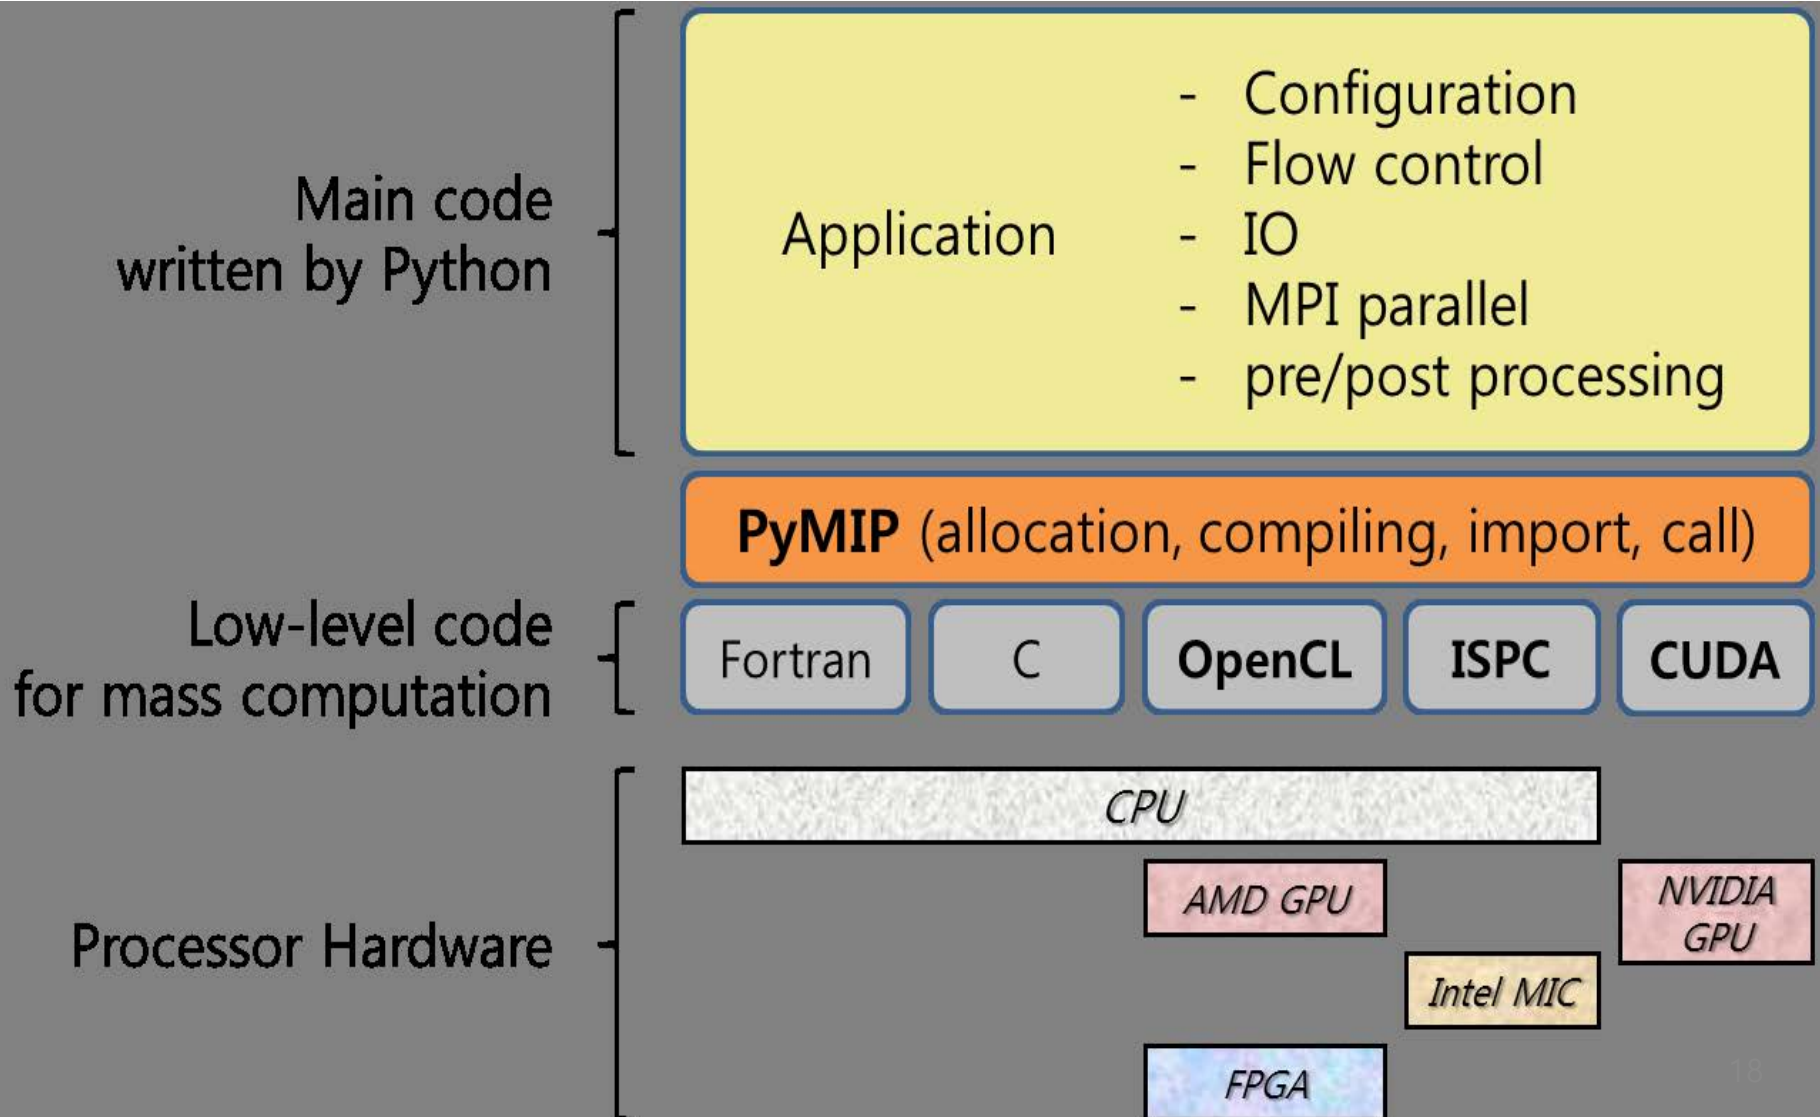 Main code
written by Python
Application
- Configuration
- Flow control
- IO
- MPI parallel
- pre/post processing
PyMIP (allocation, compiling, import, call)
Low-level code
for mass computation
Fortran
C
OpenCL
ISPC
CUDA
Processor Hardware
CPU
AMD GPU
NVIDIA
GPU
Intel MIC
FPGA
18